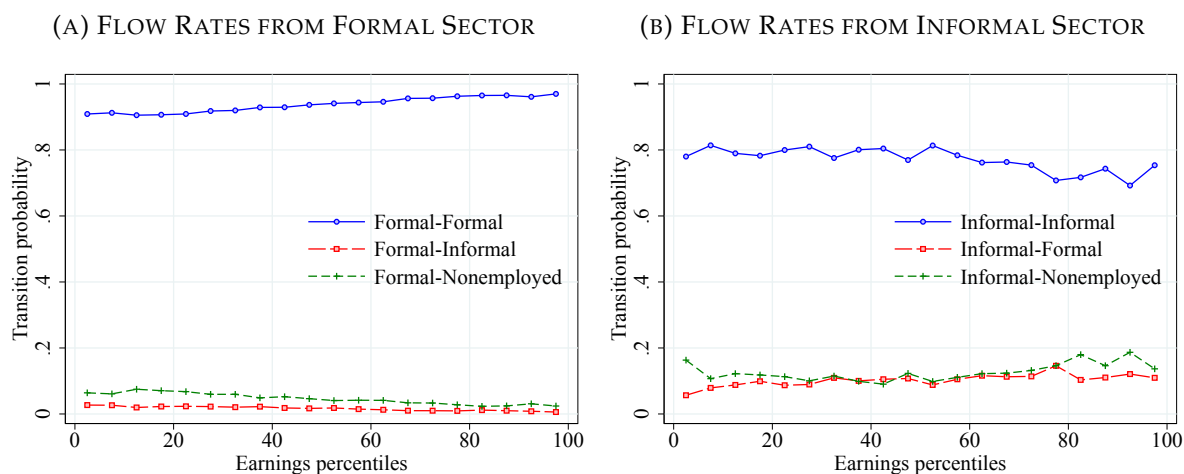 (A) FLOW RATES FROM FORMAL SECTOR
1
.8
.6
.4
.2
0
Transition probability
Formal-Formal
Formal-Informal
Formal-Nonemployed
0 20 40 60 80 100
Earnings percentiles
(B) FLOW RATES FROM INFORMAL SECTOR
1
.8
.6
.4
.2
0
Transition probability
Informal-Informal
Informal-Formal
Informal-Nonemployed
0 20 40 60 80 100
Earnings percentiles